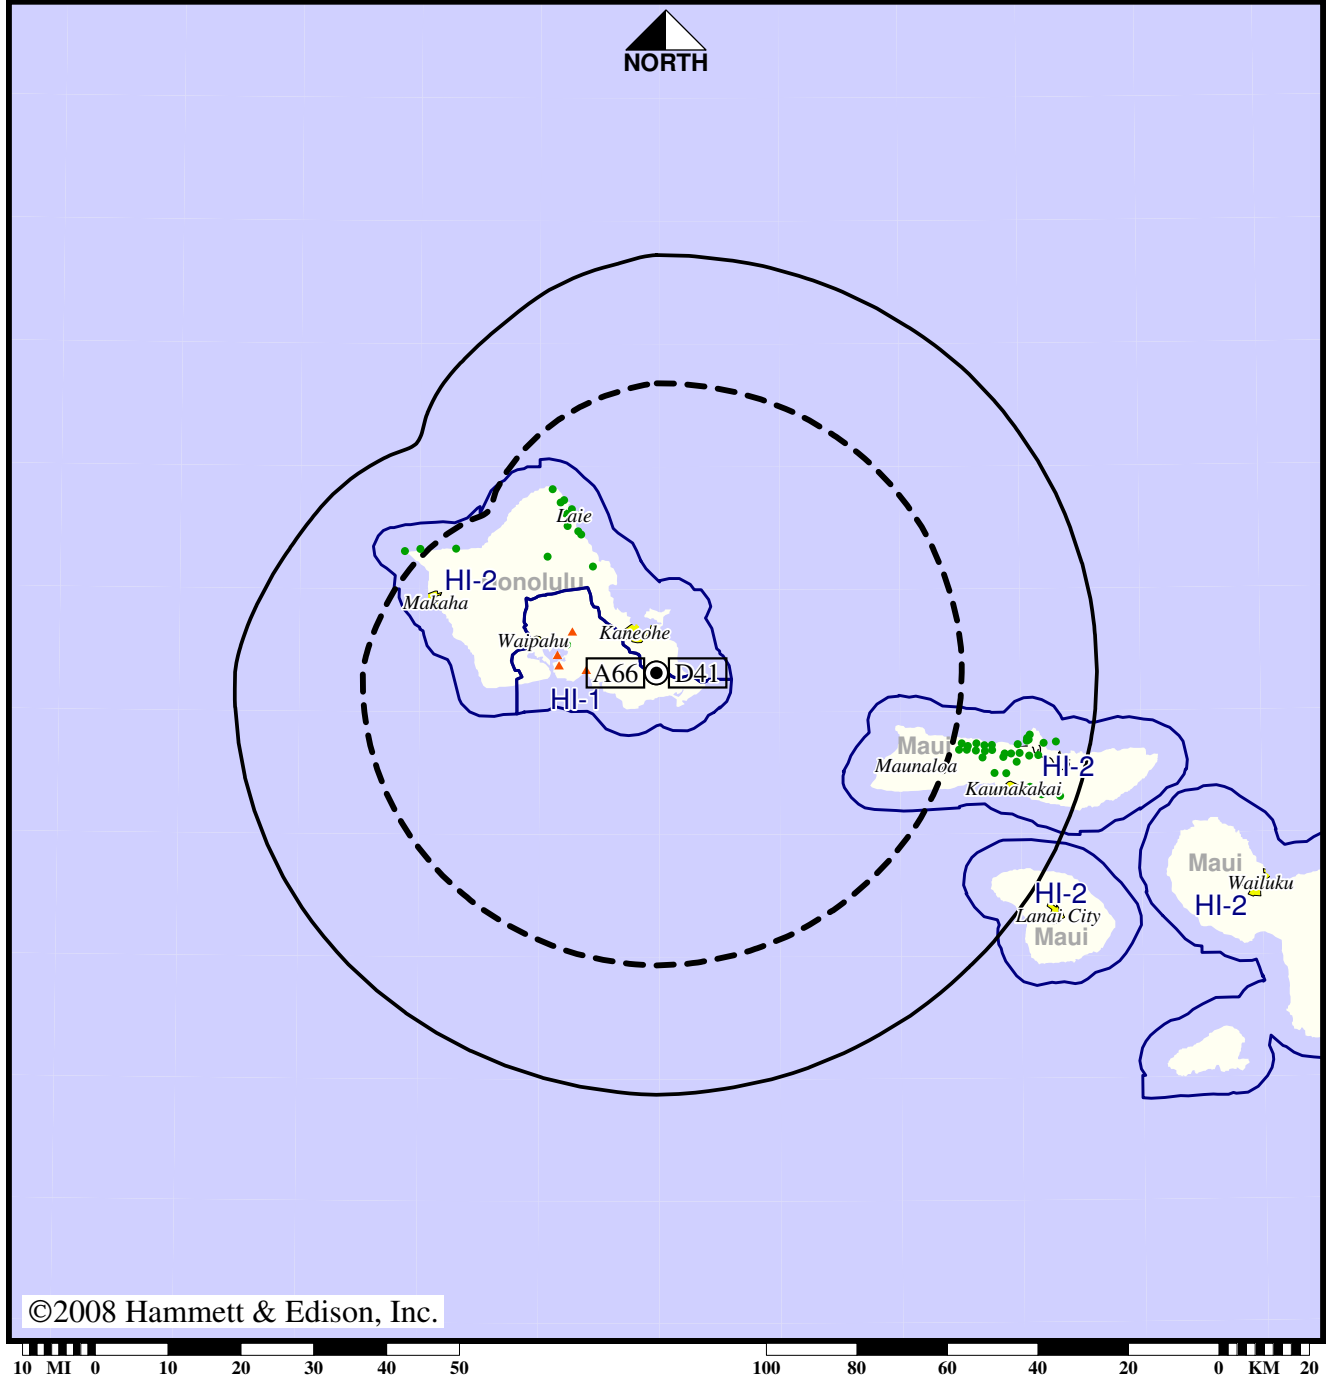 NORTH
Laie
HI-2
onolulu
Makaha
Waipahu
Kaneohe
A66
D41
HI-1
Maui
Maunaloa
HI-2
Kaunakakai
Maui
Wailuku
HI-2
HI-2
Lanai City
Maui
©2008 Hammett & Edison, Inc.
10 MI 0 10 20 30 40 50 100 80 60 40 20 0 KM 20